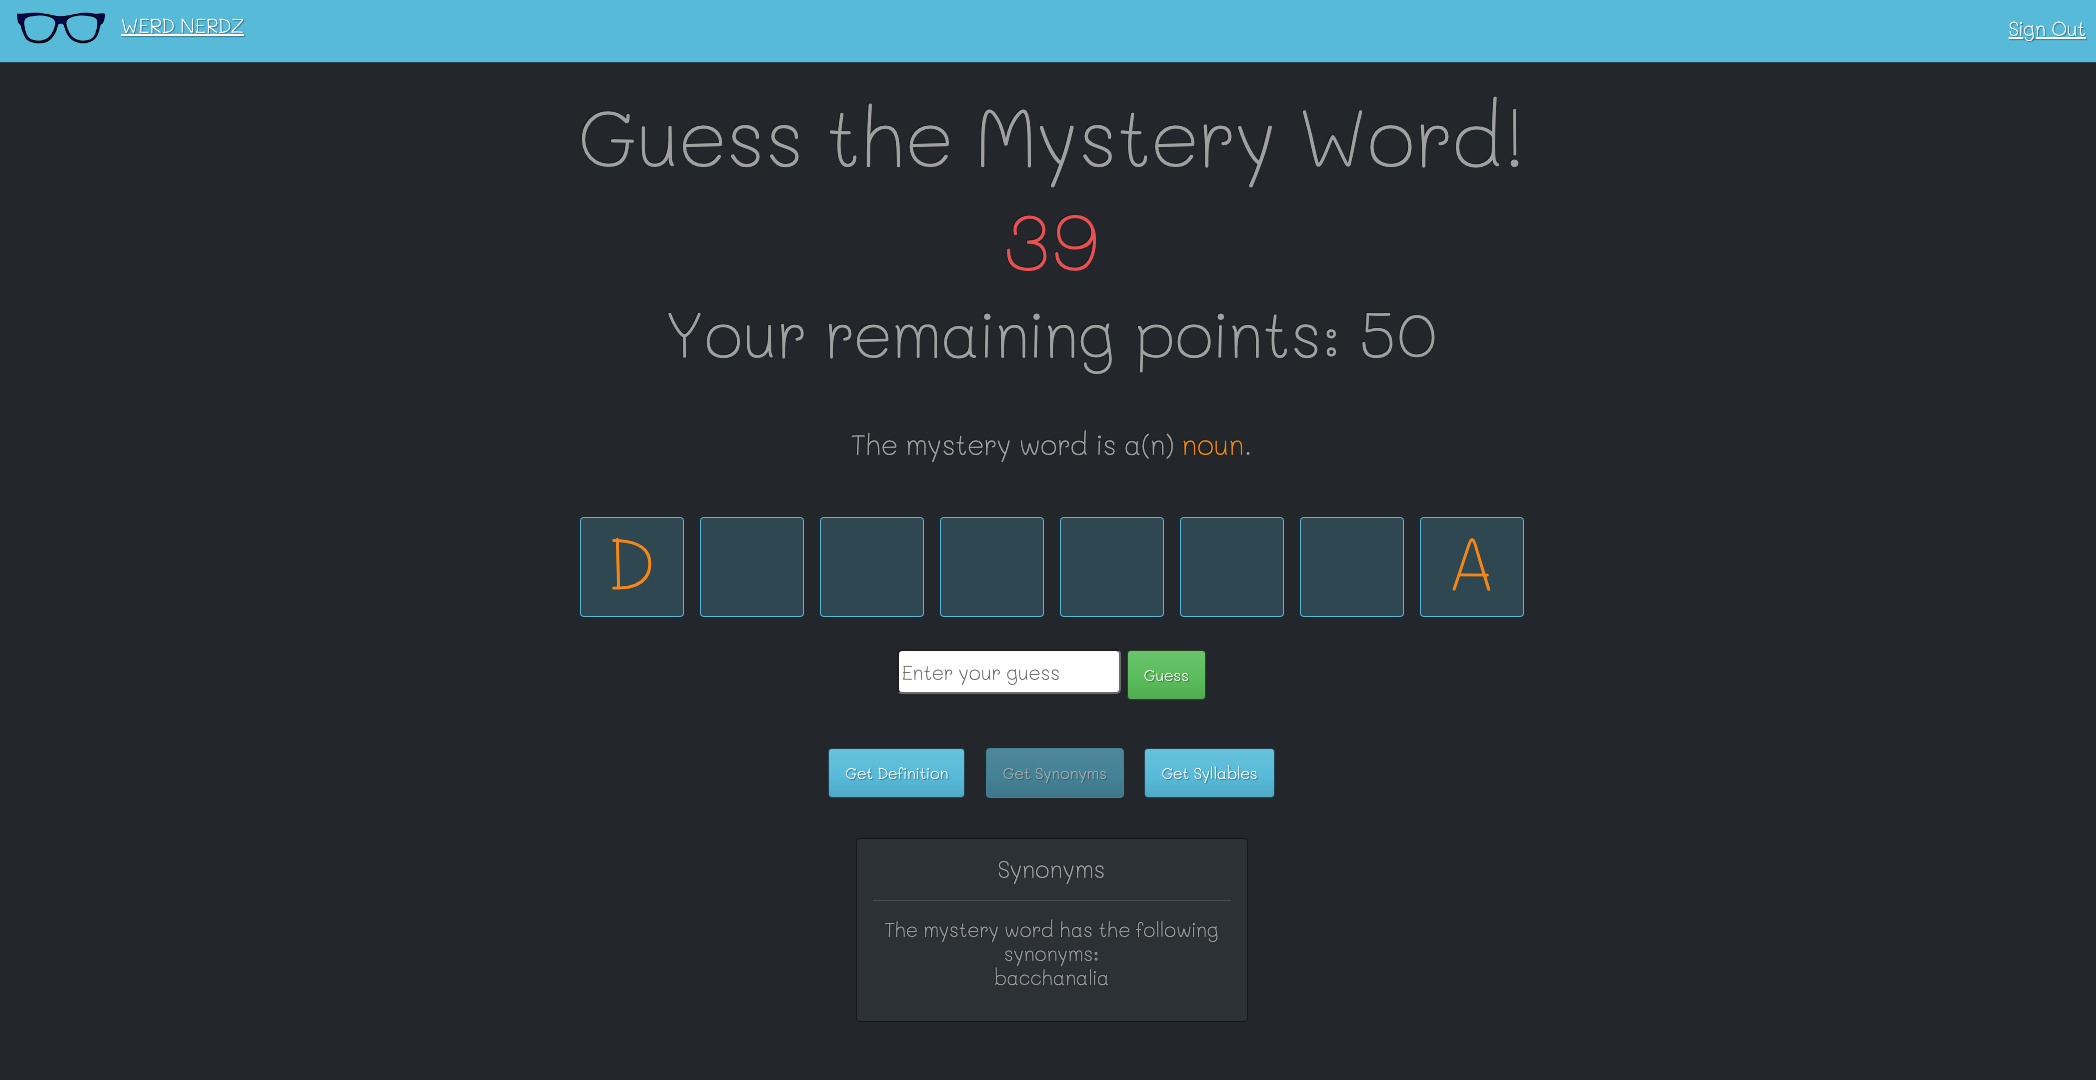 WERD NERDZ
Sign Out
Guess the Mystery Word!
39
Your remaining points: 50
The mystery word is a(n) noun.
D A
Enter your guess
Guess
Get Definition Get Synonyms Get Syllables
Synonyms
The mystery word has the following
synonyms:
bacchanalia